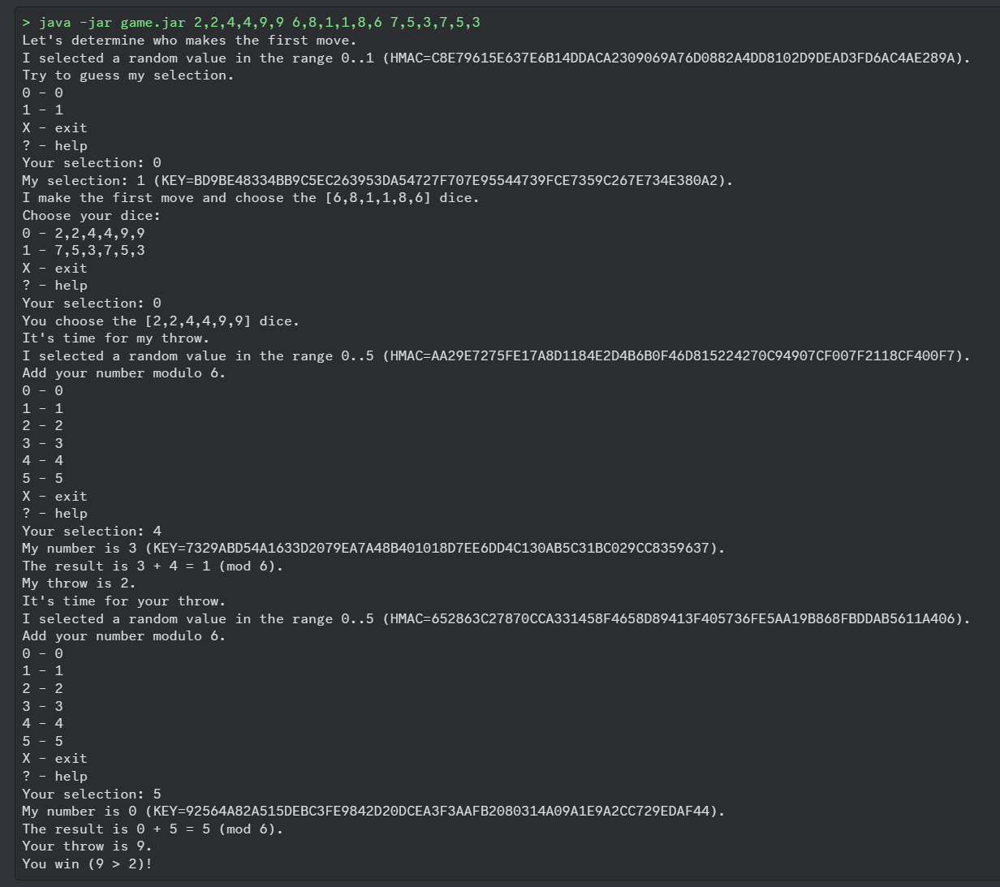 > java -jar game.jar 2,2,4,4,9,9 6,8,1,1,8,6 7,5,3,7,5,3
Let's determine who makes the first move.
I selected a random value in the range 0..1 (HMAC=C8E79615E637E6B14DDACA2309069A76D0882A4DD8102D9DEAD3FD6AC4AE289A).
Try to guess my selection.
0 - 0
1 - 1
X - exit
? - help
Your selection: 0
My selection: 1 (KEY=BD9BE48334BB9C5EC263953DA54727F707E95544739FCE7359C267E734E380A2).
I make the first move and choose the [6,8,1,1,8,6] dice.
Choose your dice:
0 - 2,2,4,4,9,9
1 - 7,5,3,7,5,3
X - exit
? - help
Your selection: 0
You choose the [2,2,4,4,9,9] dice.
It's time for my throw.
I selected a random value in the range 0..5 (HMAC=AA29E7275FE17A8D1184E2D4B6B0F46D815224270C94907CF007F2118CF400F7).
Add your number modulo 6.
0 - 0
1 - 1
2 - 2
3 - 3
4 - 4
5 - 5
X - exit
? - help
Your selection: 4
My number is 3 (KEY=7329ABD54A1633D2079EA7A48B401018D7EE6DD4C130AB5C31BC029CC8359637).
The result is 3 + 4 = 1 (mod 6).
My throw is 2.
It's time for your throw.
I selected a random value in the range 0..5 (HMAC=652863C27870CCA331458F4658D89413F405736FE5AA19B868FBDDAB5611A406).
Add your number modulo 6.
0 - 0
1 - 1
2 - 2
3 - 3
4 - 4
5 - 5
X - exit
? - help
Your selection: 5
My number is 0 (KEY=92564A82A515DEBC3FE9842D20DCEA3F3AAFB2080314A09A1E9A2CC729EDAF44).
The result is 0 + 5 = 5 (mod 6).
Your throw is 9.
You win (9 > 2)!